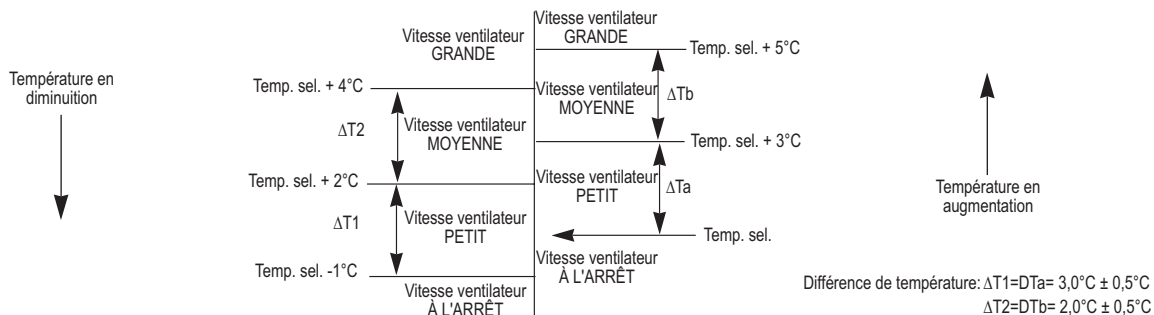 Température en
diminution
Vitesse ventilateur
GRANDE
Temp. sel. + 4°C
ΔT2
Vitesse ventilateur
MOYENNE
Temp. sel. + 2°C
ΔT1
Vitesse ventilateur
PETIT
Temp. sel. -1°C
Vitesse ventilateur
À L'ARRÊT
Vitesse ventilateur
GRANDE
Temp. sel. + 5°C
Vitesse ventilateur
MOYENNE
ΔTb
Temp. sel. + 3°C
Vitesse ventilateur
PETIT
ΔTa
Temp. sel.
Vitesse ventilateur
À L'ARRÊT
Température en
augmentation
Différence de température: ΔT1=DTa= 3,0°C ± 0,5°C
ΔT2=DTb= 2,0°C ± 0,5°C